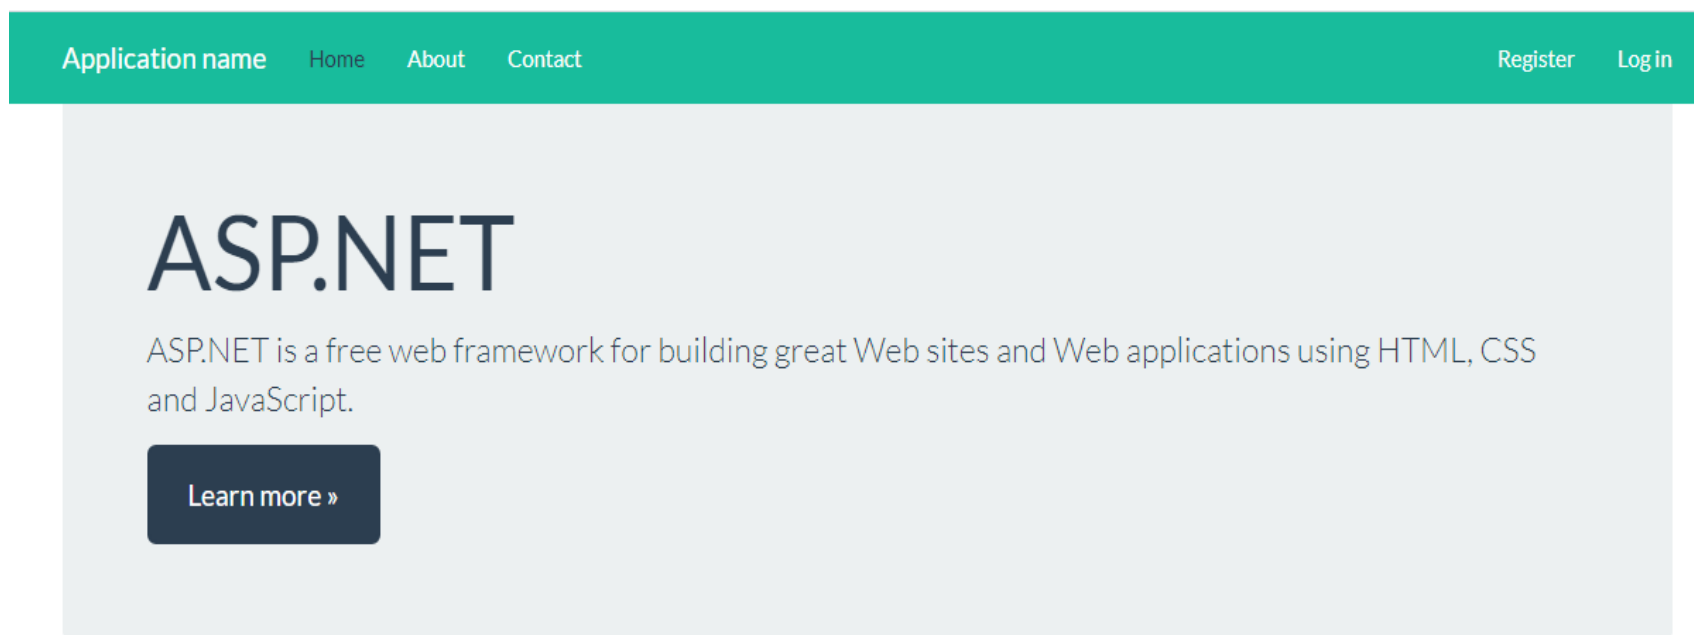 Application name Home About Contact Register Log in
ASP.NET
ASP.NET is a free web framework for building great Web sites and Web applications using HTML, CSS
and JavaScript.
Learn more »